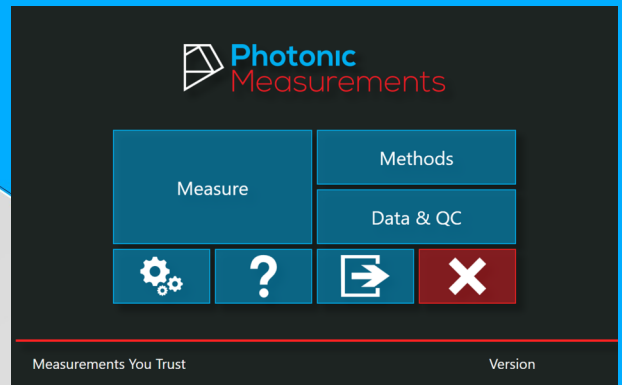 Photonic
Measurements
Measure
Methods
Data & QC
?
Measurements You Trust
Version